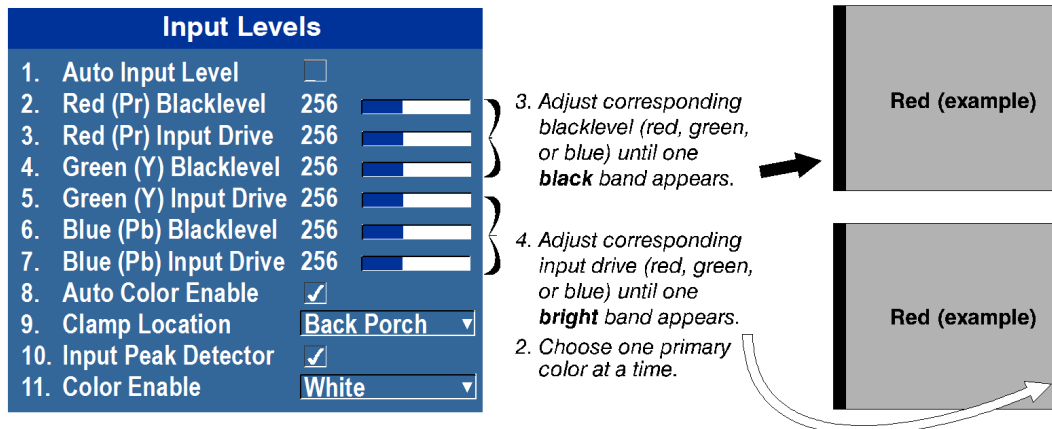 Input Levels
1. Auto Input Level
2. Red (Pr) Blacklevel 256
3. Red (Pr) Input Drive 256
4. Green (Y) Blacklevel 256
5. Green (Y) Input Drive 256
6. Blue (Pb) Blacklevel 256
7. Blue (Pb) Input Drive 256
8. Auto Color Enable
9. Clamp Location Back Porch
10. Input Peak Detector
11. Color Enable White
3. Adjust corresponding
blacklevel (red, green,
or blue) until one
black band appears.
4. Adjust corresponding
input drive (red, green,
or blue) until one
bright band appears.
2. Choose one primary
color at a time.
Red (example)
Red (example)